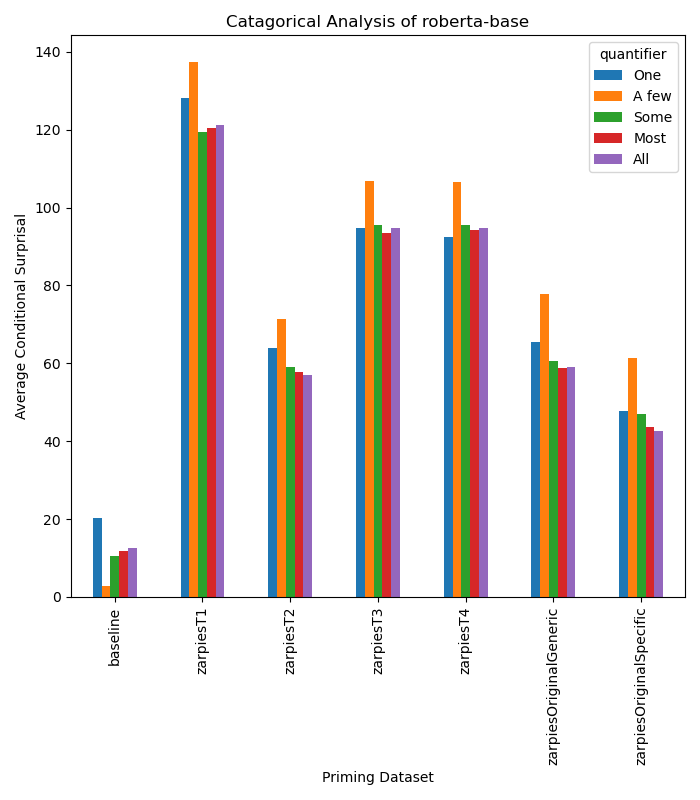 Catagorical Analysis of roberta-base
quantifier
One
A few
Some
Most
All
Average Conditional Surprisal
140
120
100
80
60
40
20
0
baseline
zarpiesT1
zarpiesT2
zarpiesT3
zarpiesT4
zarpiesOriginalGeneric
zarpiesOriginalSpecific
Priming Dataset